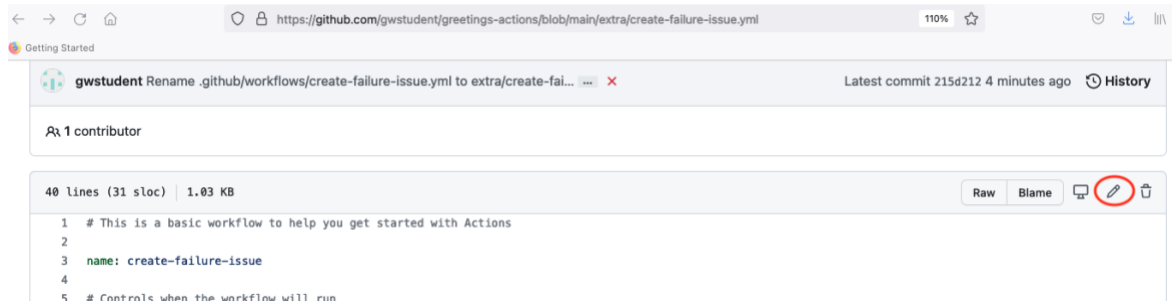 https://github.com/gwstudent/greetings-actions/blob/main/extra/create-failure-issue.yml 110%
Getting Started
gwstudent Rename .github/workflows/create-failure-issue.yml to extra/create-fai... ... Latest commit 215d212 4 minutes ago History
1 contributor
40 lines (31 sloc) 1.03 KB Raw Blame
1 # This is a basic workflow to help you get started with Actions
2
3 name: create-failure-issue
4
5 # Controls when the workflow will run